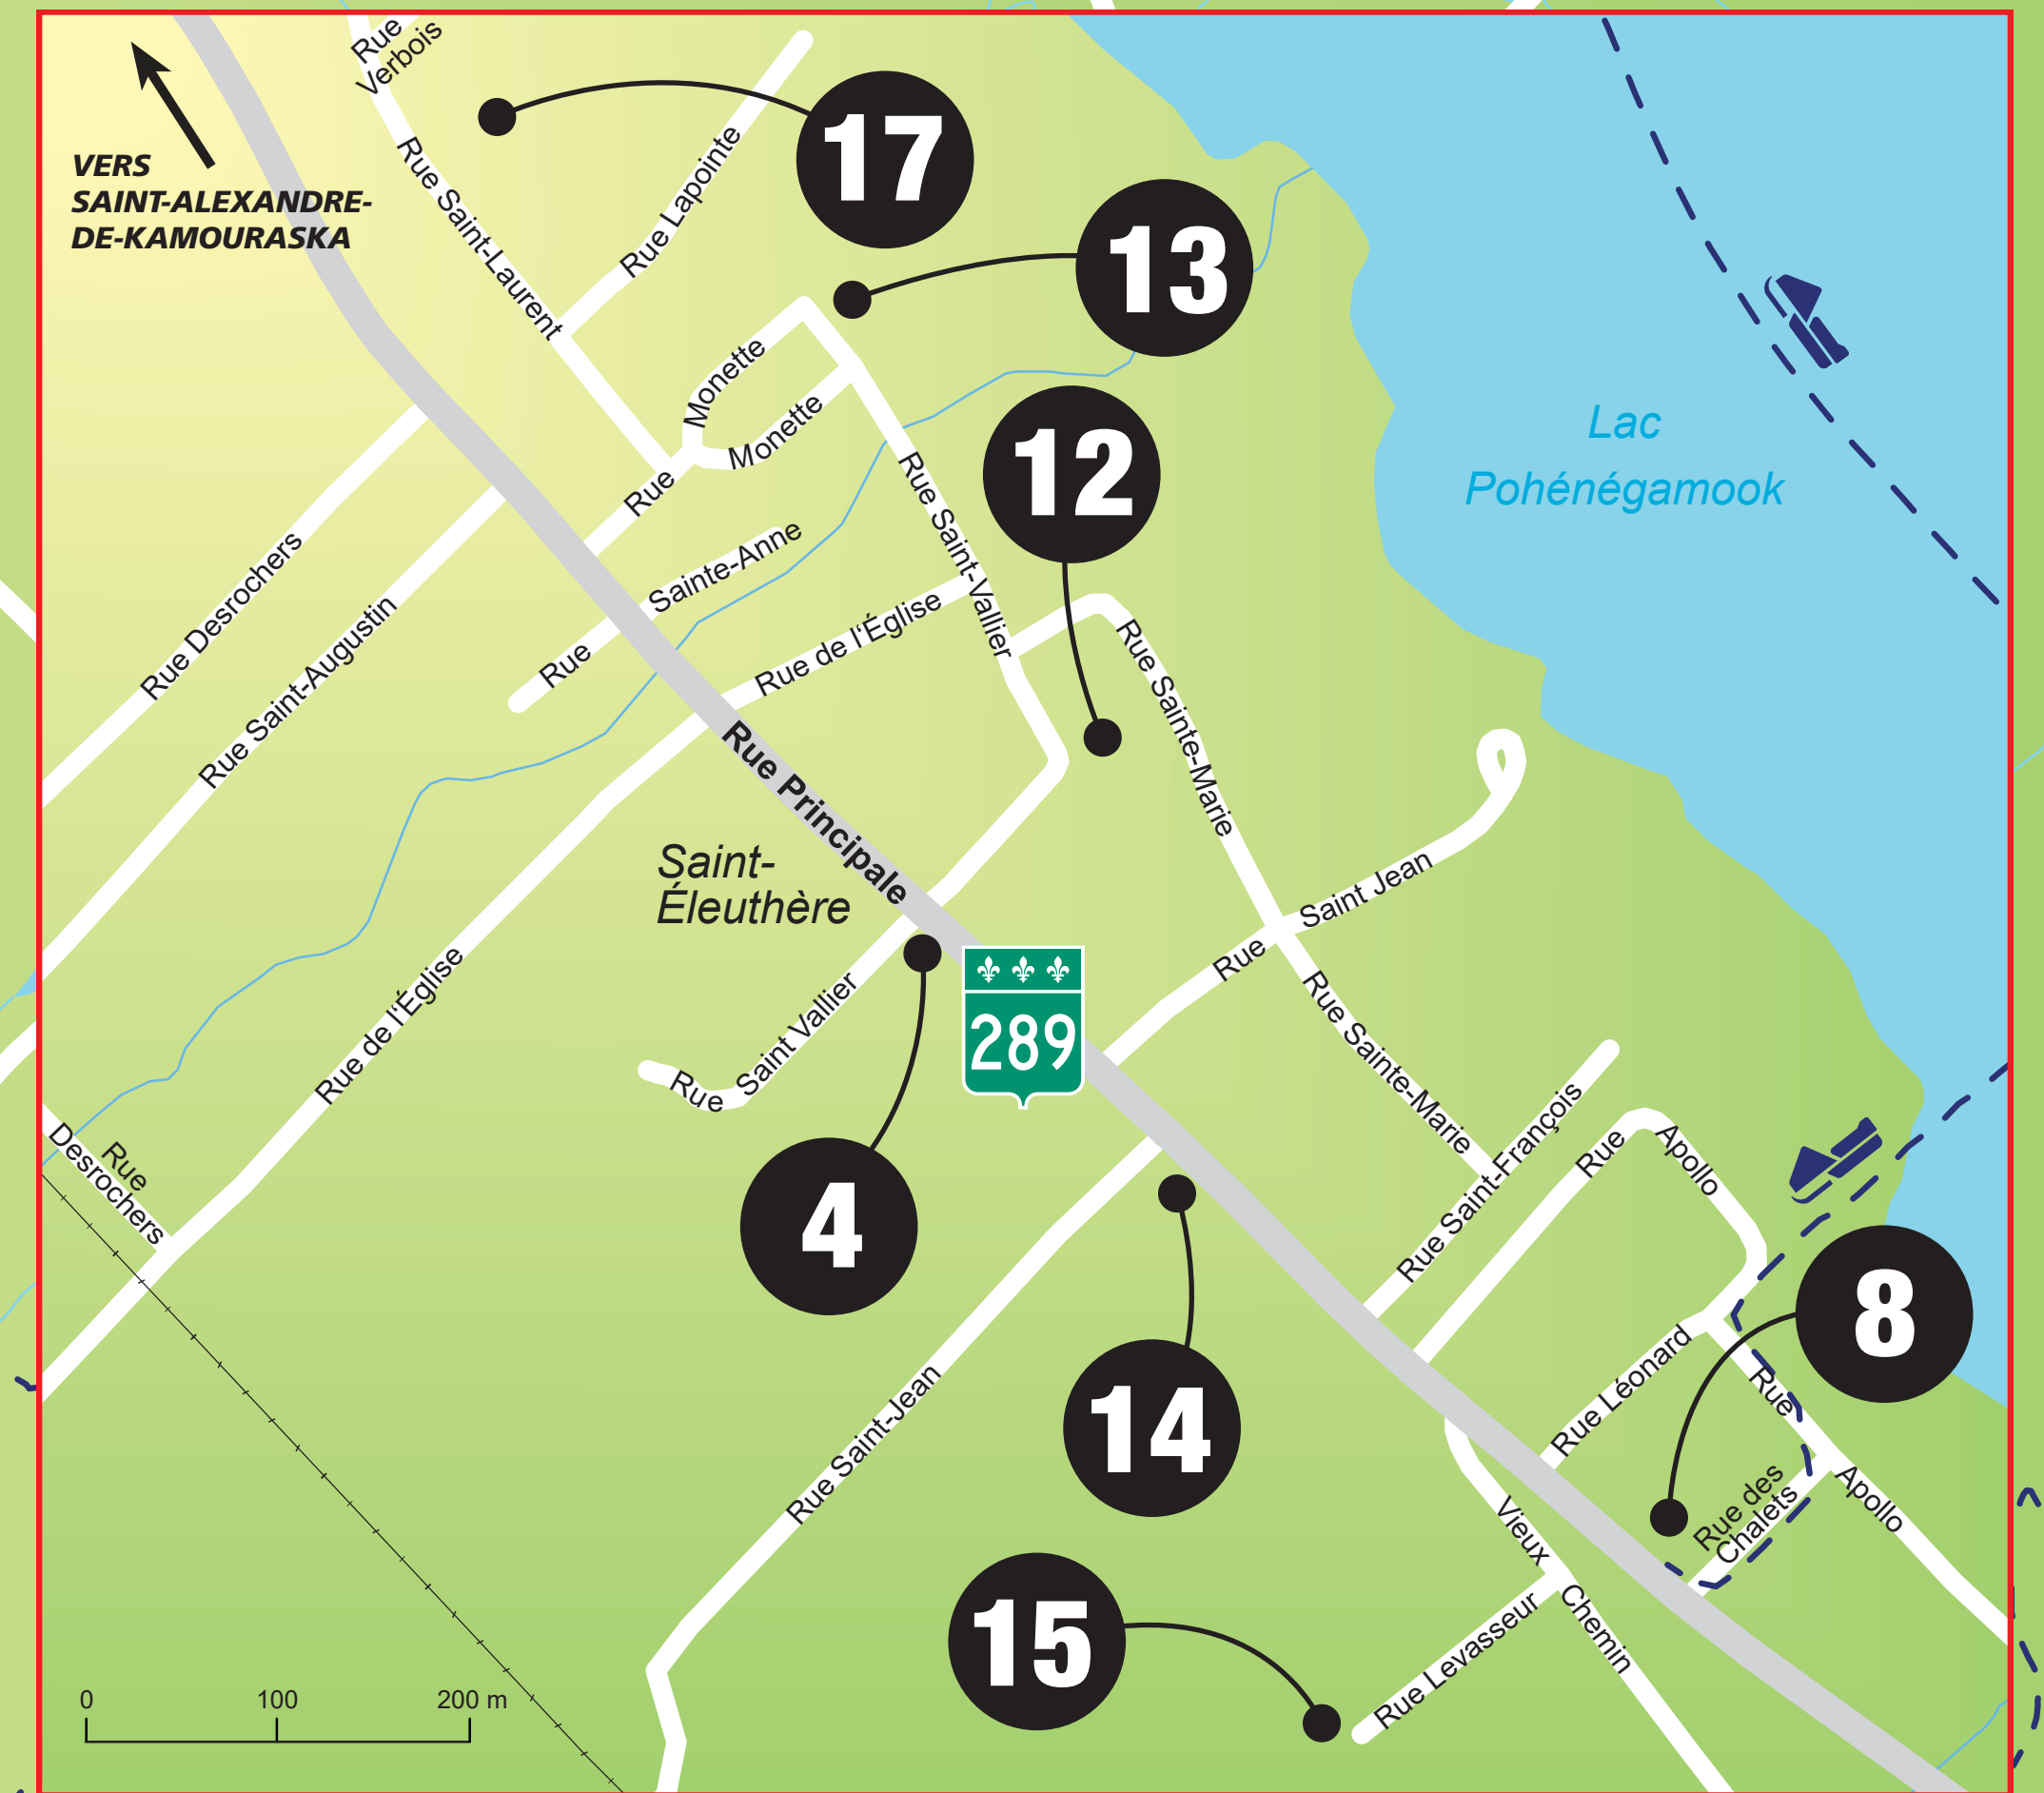 Rue
Verbois
VERS
SAINT-ALEXANDRE-
DE-KAMOURASKA
17
Rue Saint-Laurent
Rue Lapointe
13
Monette
Monette
Rue
12
Lac
Pohénégamook
Rue Desrochers
Rue Saint-Augustin
Rue
Sainte-Anne
Rue Saint-Vallier
Rue de l'Église
Rue Sainte-Marie
Rue Principale
Saint-
Éleuthère
Rue
Saint Jean
Rue de l'Église
Rue
Saint Vallier
289
Rue Sainte-Marie
Rue
Desrochers
4
Rue Saint-François
Rue
Apollo
8
14
Rue Saint-Jean
Rue Léonard
Rue
Apollo
Rue des
Chalets
Vieux
Chemin
15
Rue Levasseur
0 100 200 m